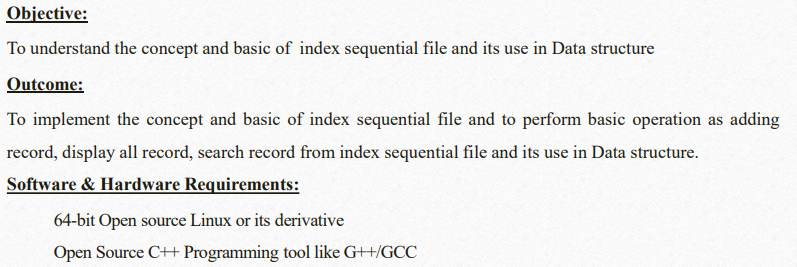 Objective:
To understand the concept and basic of index sequential file and its use in Data structure
Outcome:
To implement the concept and basic of index sequential file and to perform basic operation as adding
record, display all record, search record from index sequential file and its use in Data structure.
Software & Hardware Requirements:
64-bit Open source Linux or its derivative
Open Source C++ Programming tool like G++/GCC